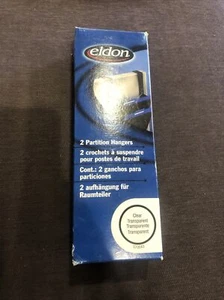 eldon
2 Partition Hangers
2 crochets à suspendre
pour postes de travail
Cont.: 2 ganchos para
particiones
2 aufhängung für
Raumteiler
Clear
Transparent
Transparente
Transparent